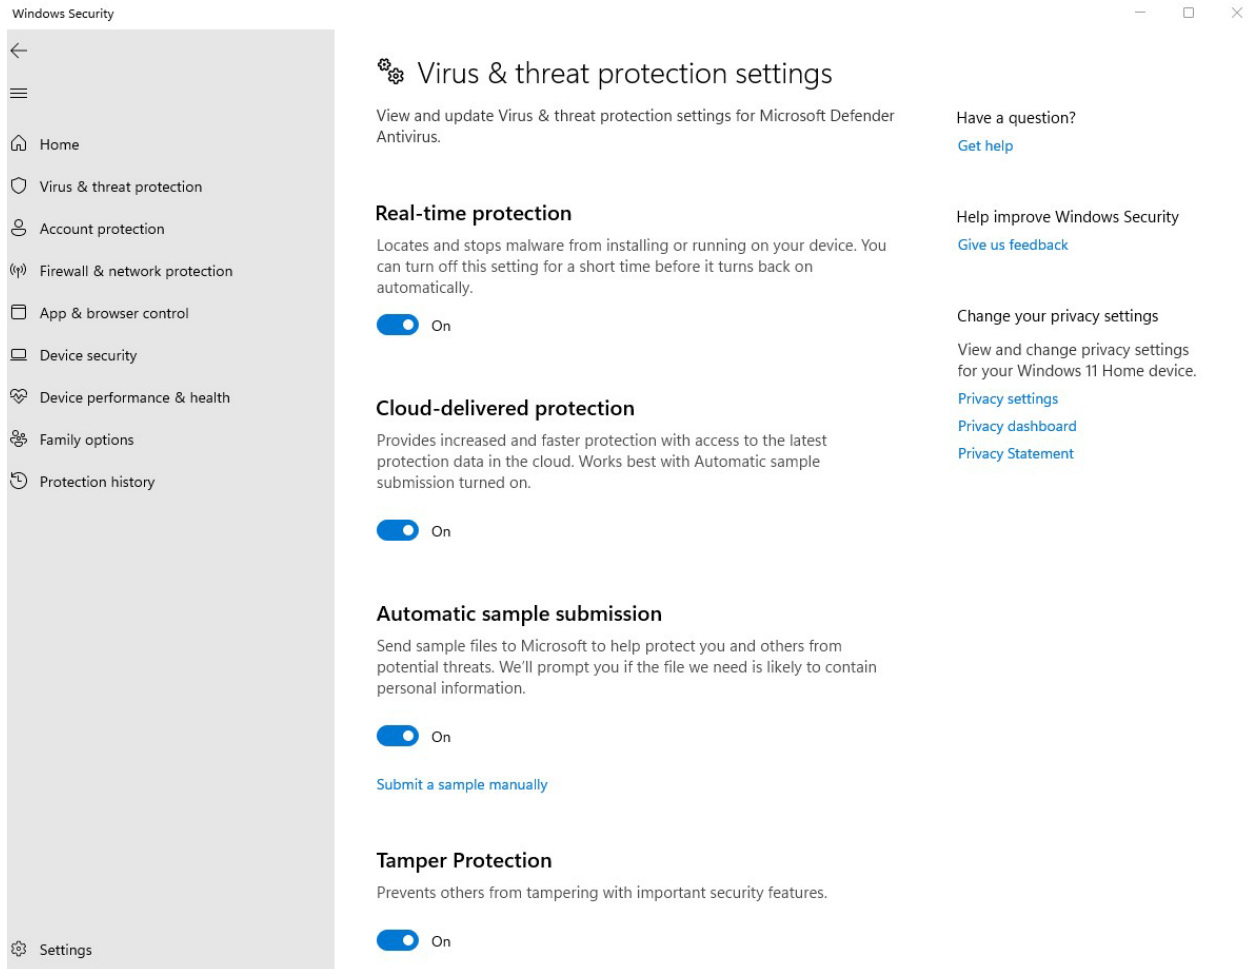 Windows Security
Home
Virus & threat protection
Account protection
Firewall & network protection
App & browser control
Device security
Device performance & health
Family options
Protection history
Settings
Virus & threat protection settings
View and update Virus & threat protection settings for Microsoft Defender
Antivirus.
Real-time protection
Locates and stops malware from installing or running on your device. You
can turn off this setting for a short time before it turns back on
automatically.
On
Cloud-delivered protection
Provides increased and faster protection with access to the latest
protection data in the cloud. Works best with Automatic sample
submission turned on.
On
Automatic sample submission
Send sample files to Microsoft to help protect you and others from
potential threats. We'll prompt you if the file we need is likely to contain
personal information.
On
Submit a sample manually
Tamper Protection
Prevents others from tampering with important security features.
On
Have a question?
Get help
Help improve Windows Security
Give us feedback
Change your privacy settings
View and change privacy settings
for your Windows 11 Home device.
Privacy settings
Privacy dashboard
Privacy Statement